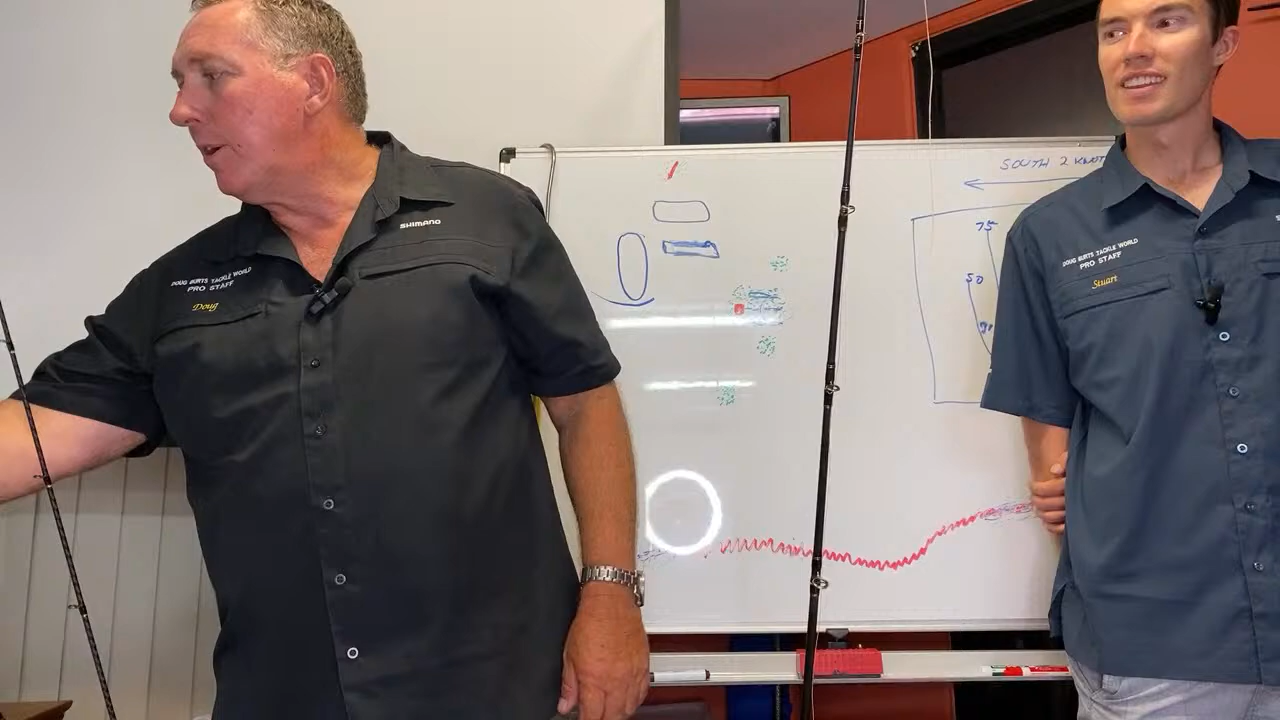 SHIMANO
DOUG BURTS TACKLE WORLD
PRO STAFF
Doug
SOUTH 2 KNOT
75
50
DOUG BURTS TACKLE WORLD
PRO STAFF
Stuart